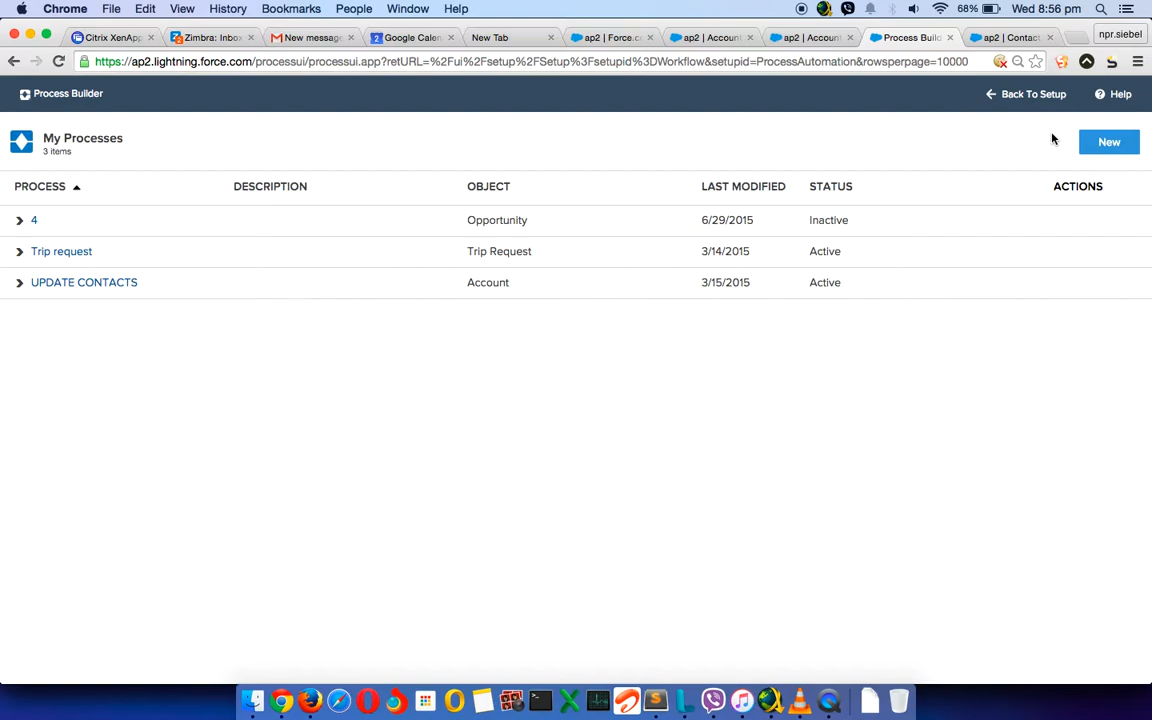 Chrome File Edit View History Bookmarks People Window Help 68% Wed 8:56 pm
Citrix XenApp Zimbra: Inbox New message Google Calen New Tab ap2 | Force.c ap2 | Account ap2 | Account Process Buil ap2 | Contact npr.siebel
https://ap2.lightning.force.com/processui/processui.app?retURL=%2Fui%2Fsetup%2FSetup%3Fsetupid%3DWorkflow&setupid=ProcessAutomation&rowsperpage=10000
Process Builder Back To Setup Help
My Processes
3 items
New
PROCESS DESCRIPTION OBJECT LAST MODIFIED STATUS ACTIONS
4 Opportunity 6/29/2015 Inactive
Trip request Trip Request 3/14/2015 Active
UPDATE CONTACTS Account 3/15/2015 Active